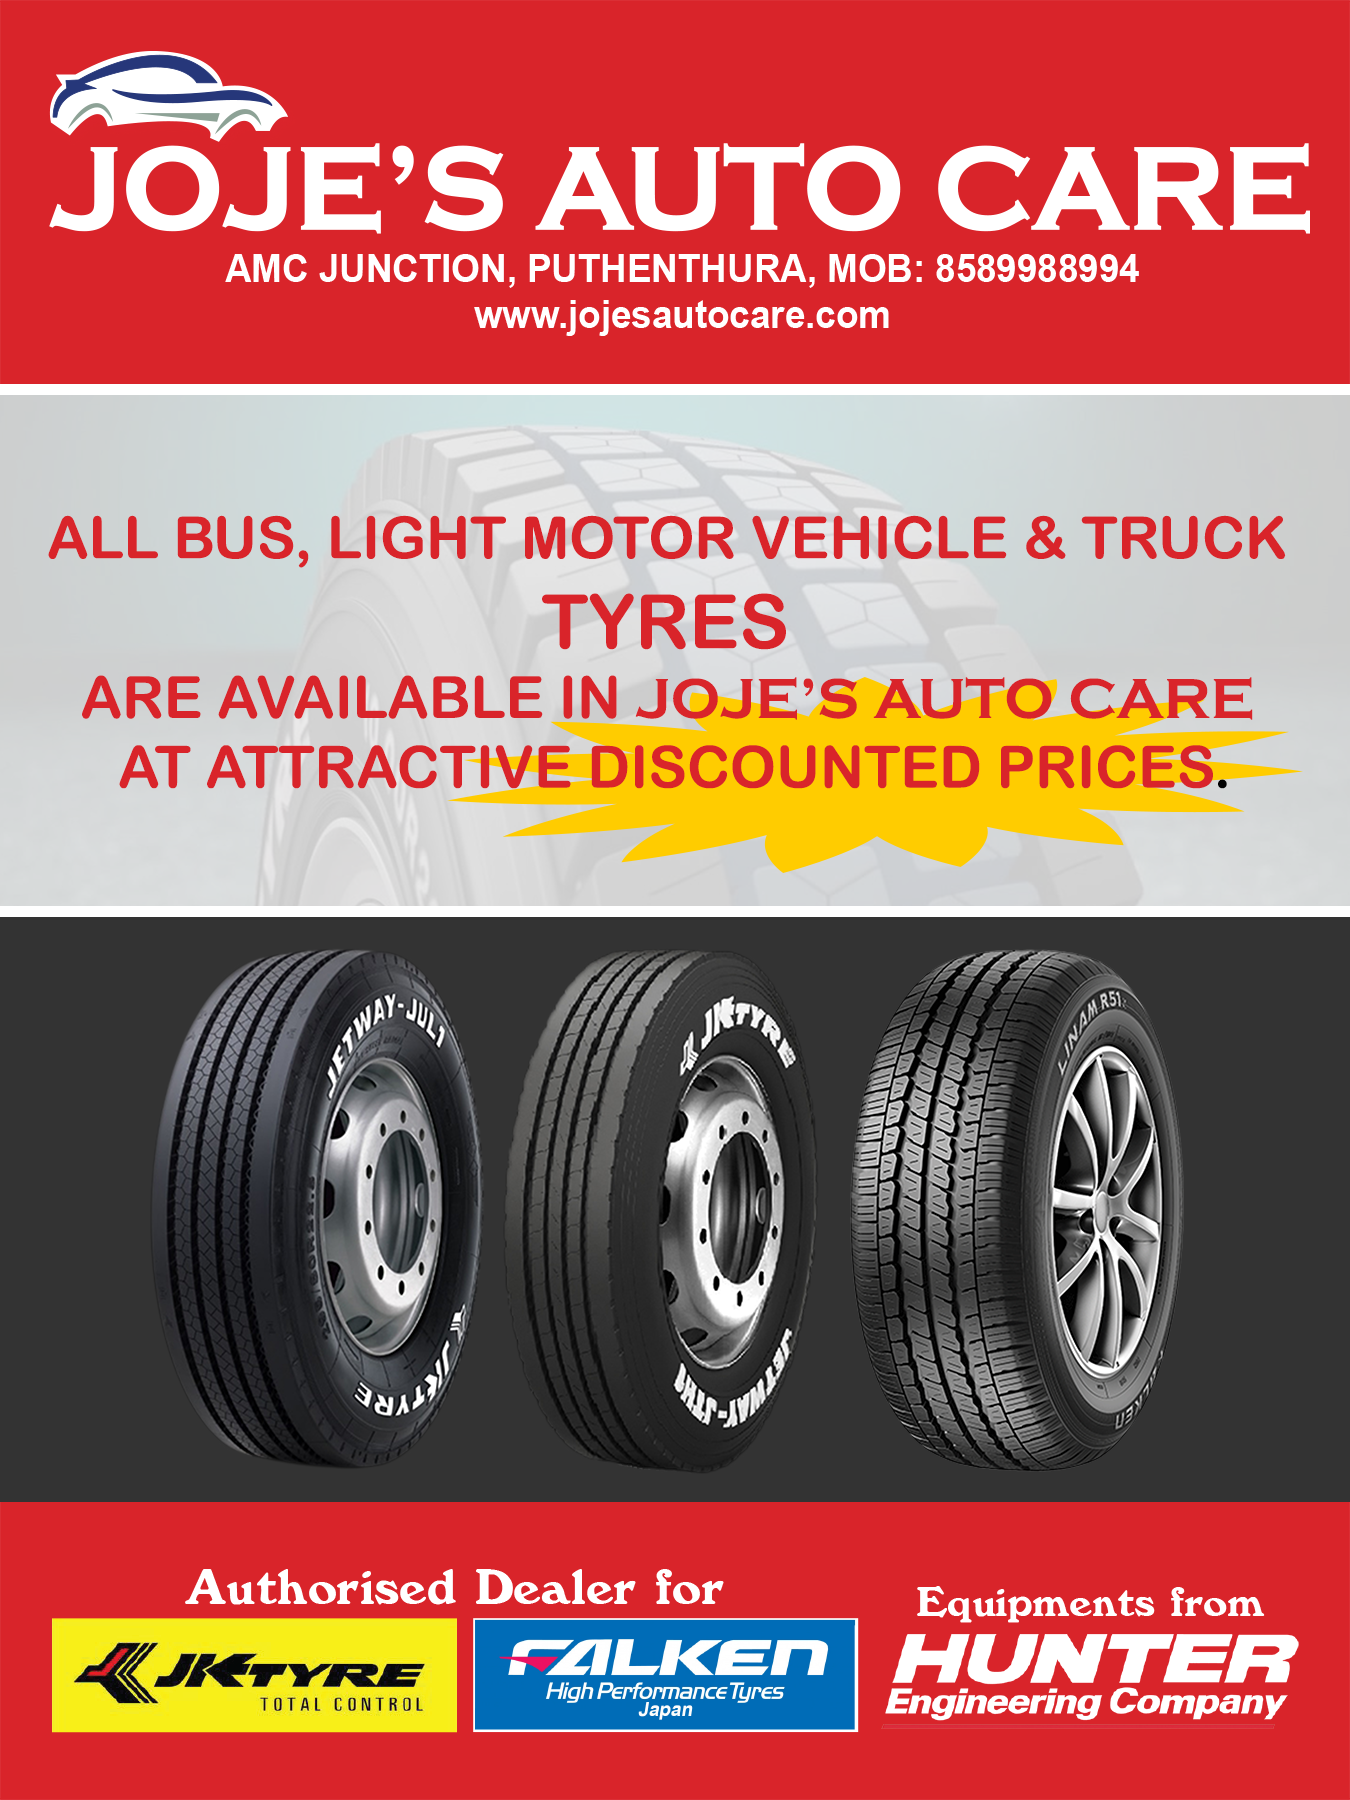 JOJE'S AUTO CARE
AMC JUNCTION, PUTHENTHURA, MOB: 8589988994
www.jojesautocare.com
ALL BUS, LIGHT MOTOR VEHICLE & TRUCK
TYRES
ARE AVAILABLE IN JOJE'S AUTO CARE
AT ATTRACTIVE DISCOUNTED PRICES.
JETWAY-JUL1
JKTYRE
JKTYRE
JETWAY-JTH1
LINAM R51
Authorised Dealer for
JKTYRE
TOTAL CONTROL
FALKEN
High Performance Tyres
Japan
Equipments from
HUNTER
Engineering Company